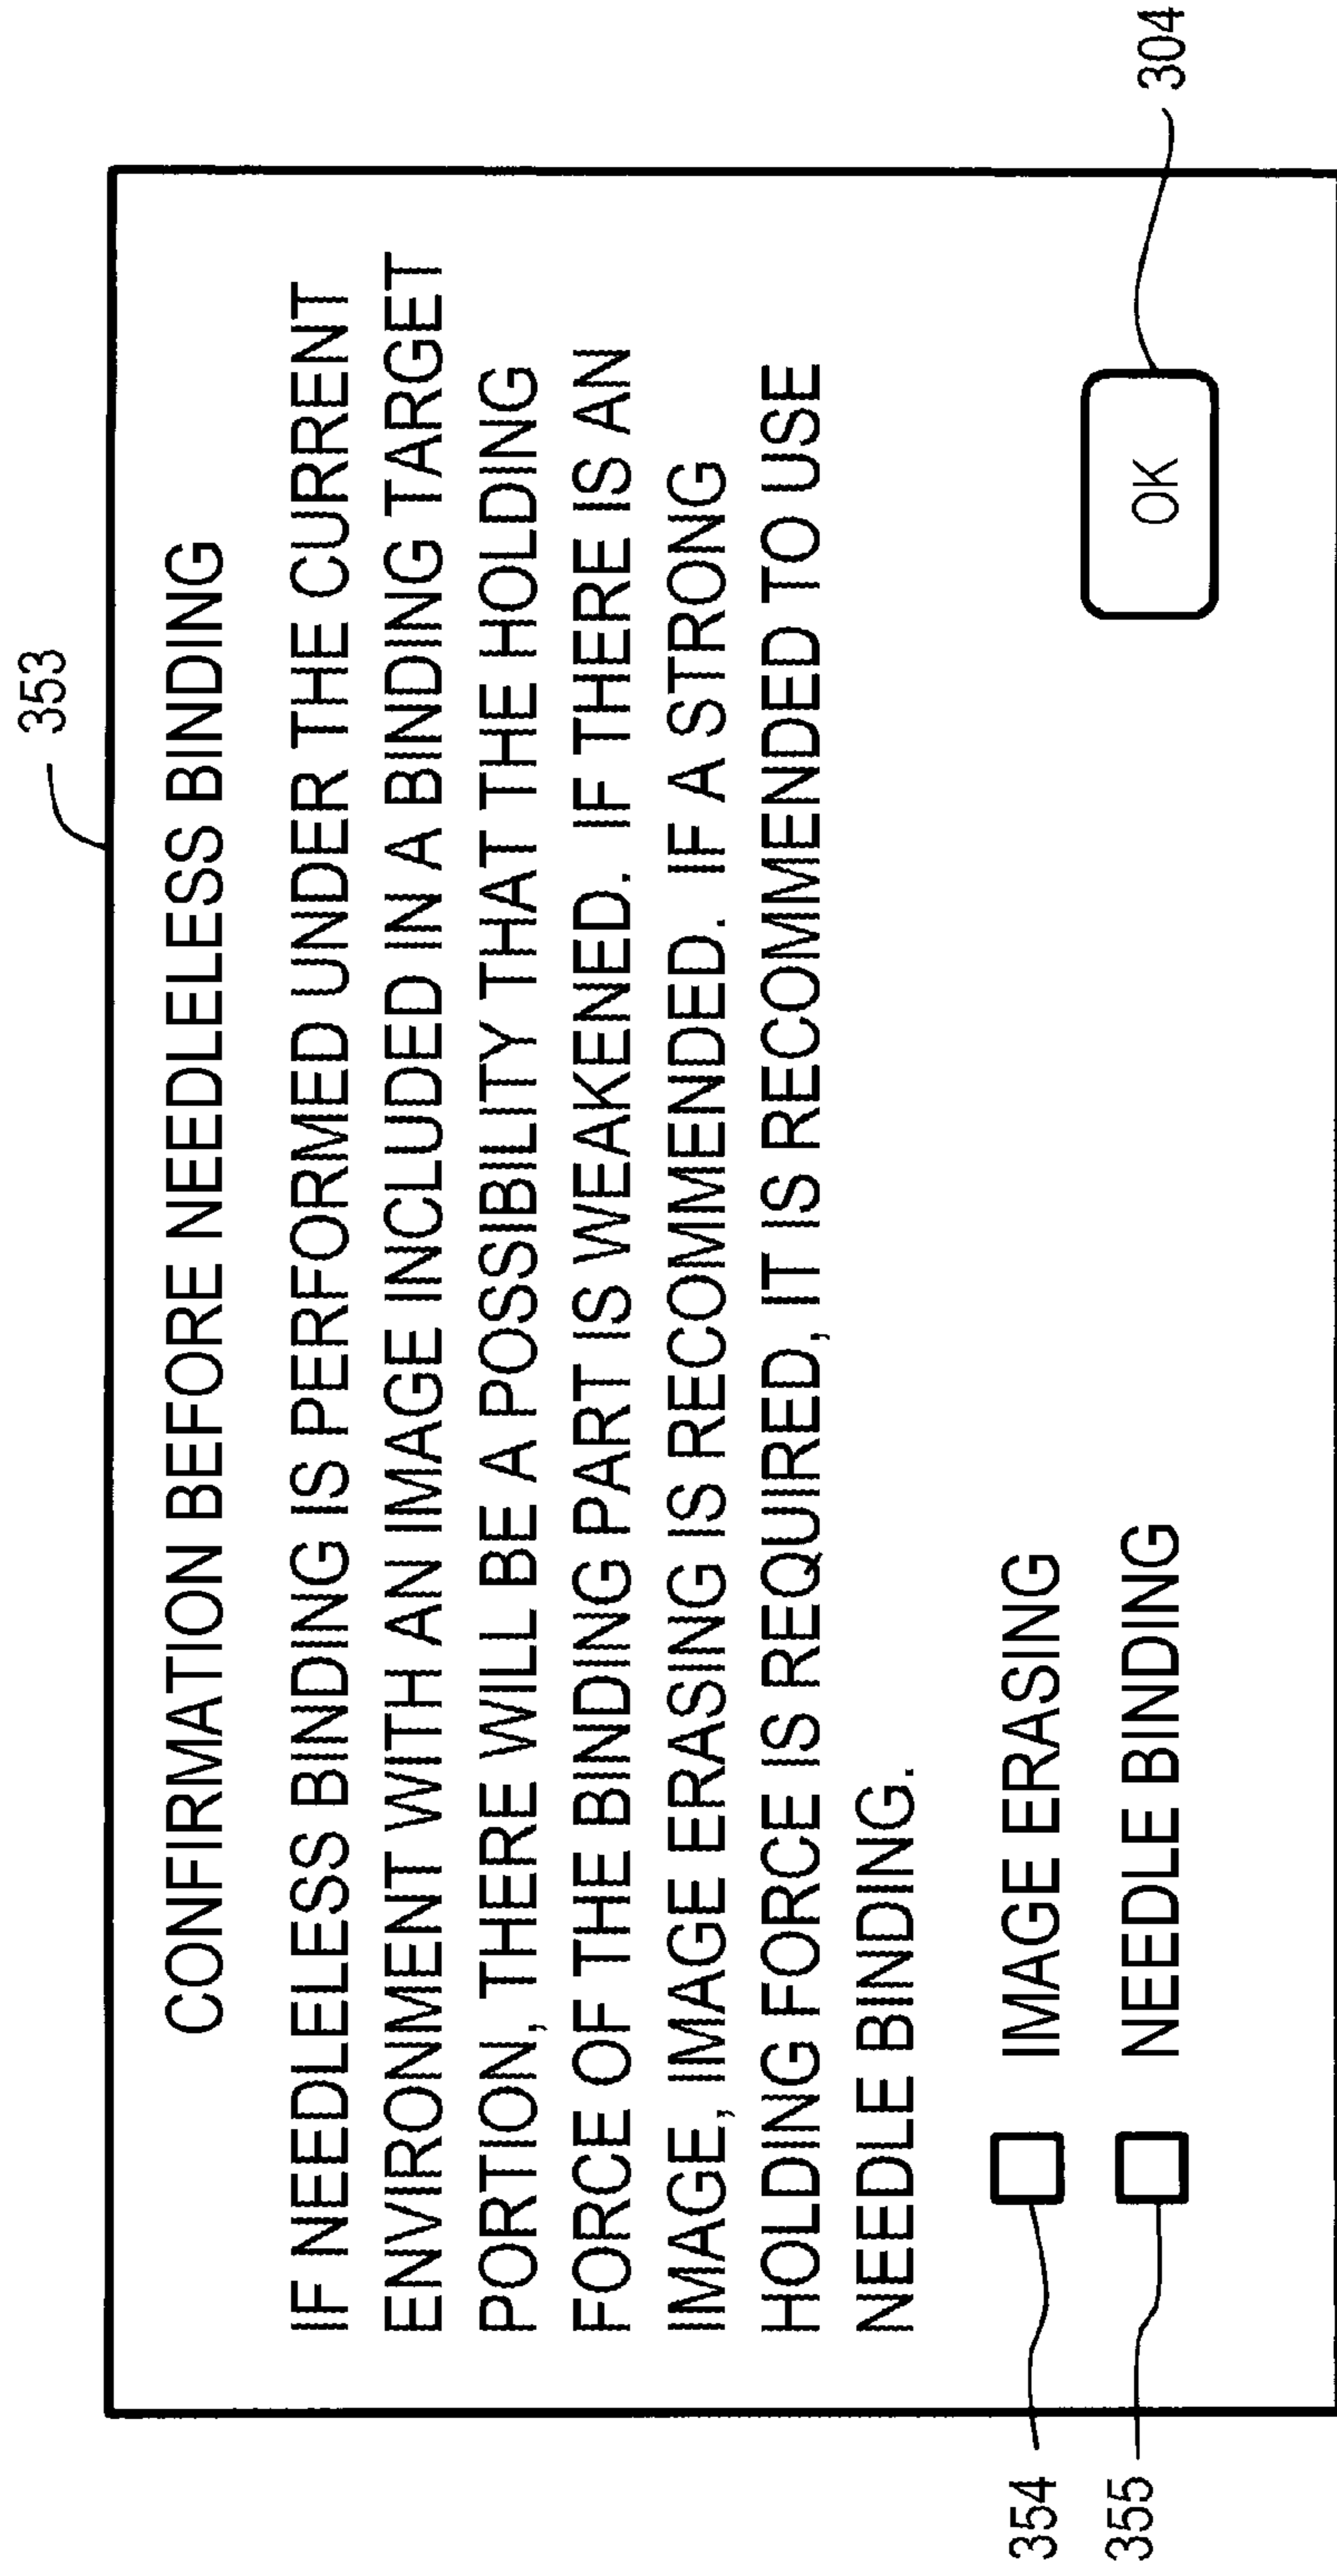 353
CONFIRMATION BEFORE NEEDLELESS BINDING
IF NEEDLELESS BINDING IS PERFORMED UNDER THE CURRENT
ENVIRONMENT WITH AN IMAGE INCLUDED IN A BINDING TARGET
PORTION, THERE WILL BE A POSSIBILITY THAT THE HOLDING
FORCE OF THE BINDING PART IS WEAKENED. IF THERE IS AN
IMAGE, IMAGE ERASING IS RECOMMENDED. IF A STRONG
HOLDING FORCE IS REQUIRED, IT IS RECOMMENDED TO USE
NEEDLE BINDING.
354 IMAGE ERASING
355 NEEDLE BINDING
OK
304